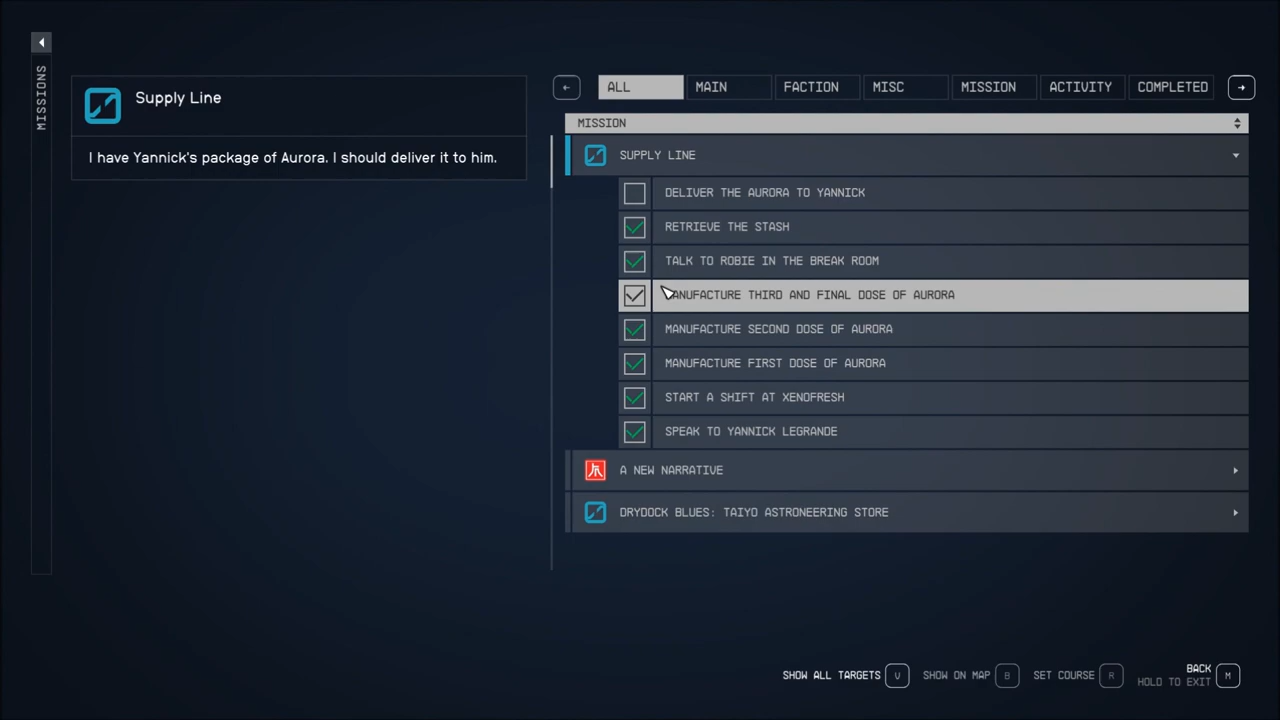 MISSIONS
Supply Line
I have Yannick's package of Aurora. I should deliver it to him.
ALL
MAIN
FACTION
MISC
MISSION
ACTIVITY
COMPLETED
MISSION
SUPPLY LINE
DELIVER THE AURORA TO YANNICK
RETRIEVE THE STASH
TALK TO ROBIE IN THE BREAK ROOM
MANUFACTURE THIRD AND FINAL DOSE OF AURORA
MANUFACTURE SECOND DOSE OF AURORA
MANUFACTURE FIRST DOSE OF AURORA
START A SHIFT AT XENOFRESH
SPEAK TO YANNICK LEGRANDE
A NEW NARRATIVE
DRYDOCK BLUES: TAIYO ASTRONEERING STORE
SHOW ALL TARGETS V
SHOW ON MAP B
SET COURSE R
BACK M
HOLD TO EXIT